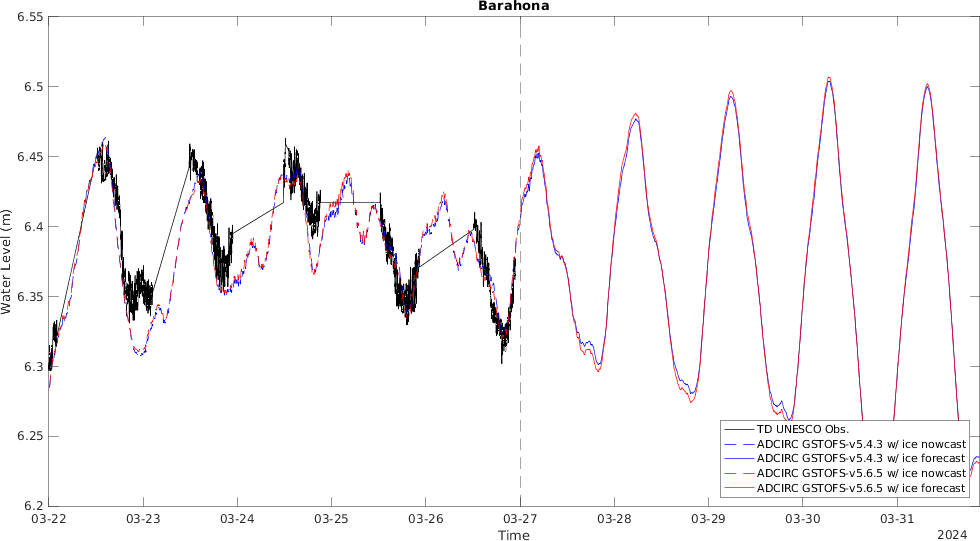 Barahona
6.55
6.5
6.45
6.4
6.35
6.3
6.25
6.2
Water Level (m)
TD UNESCO Obs.
ADCIRC GSTOFS-v5.4.3 w/ ice nowcast
ADCIRC GSTOFS-v5.4.3 w/ ice forecast
ADCIRC GSTOFS-v5.6.5 w/ ice nowcast
ADCIRC GSTOFS-v5.6.5 w/ ice forecast
03-22 03-23 03-24 03-25 03-26 03-27 03-28 03-29 03-30 03-31
Time
2024